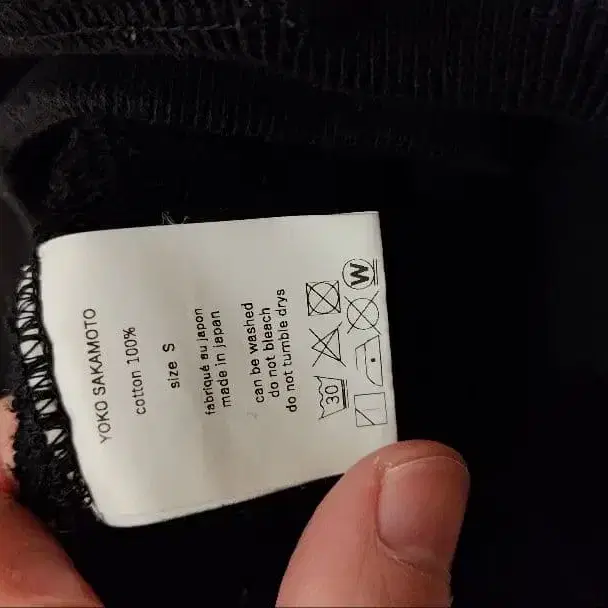 YOKO SAKAMOTO
cotton 100%
size S
fabriqué au japon
made in japan
can be washed
do not bleach
do not tumble drys
30
W